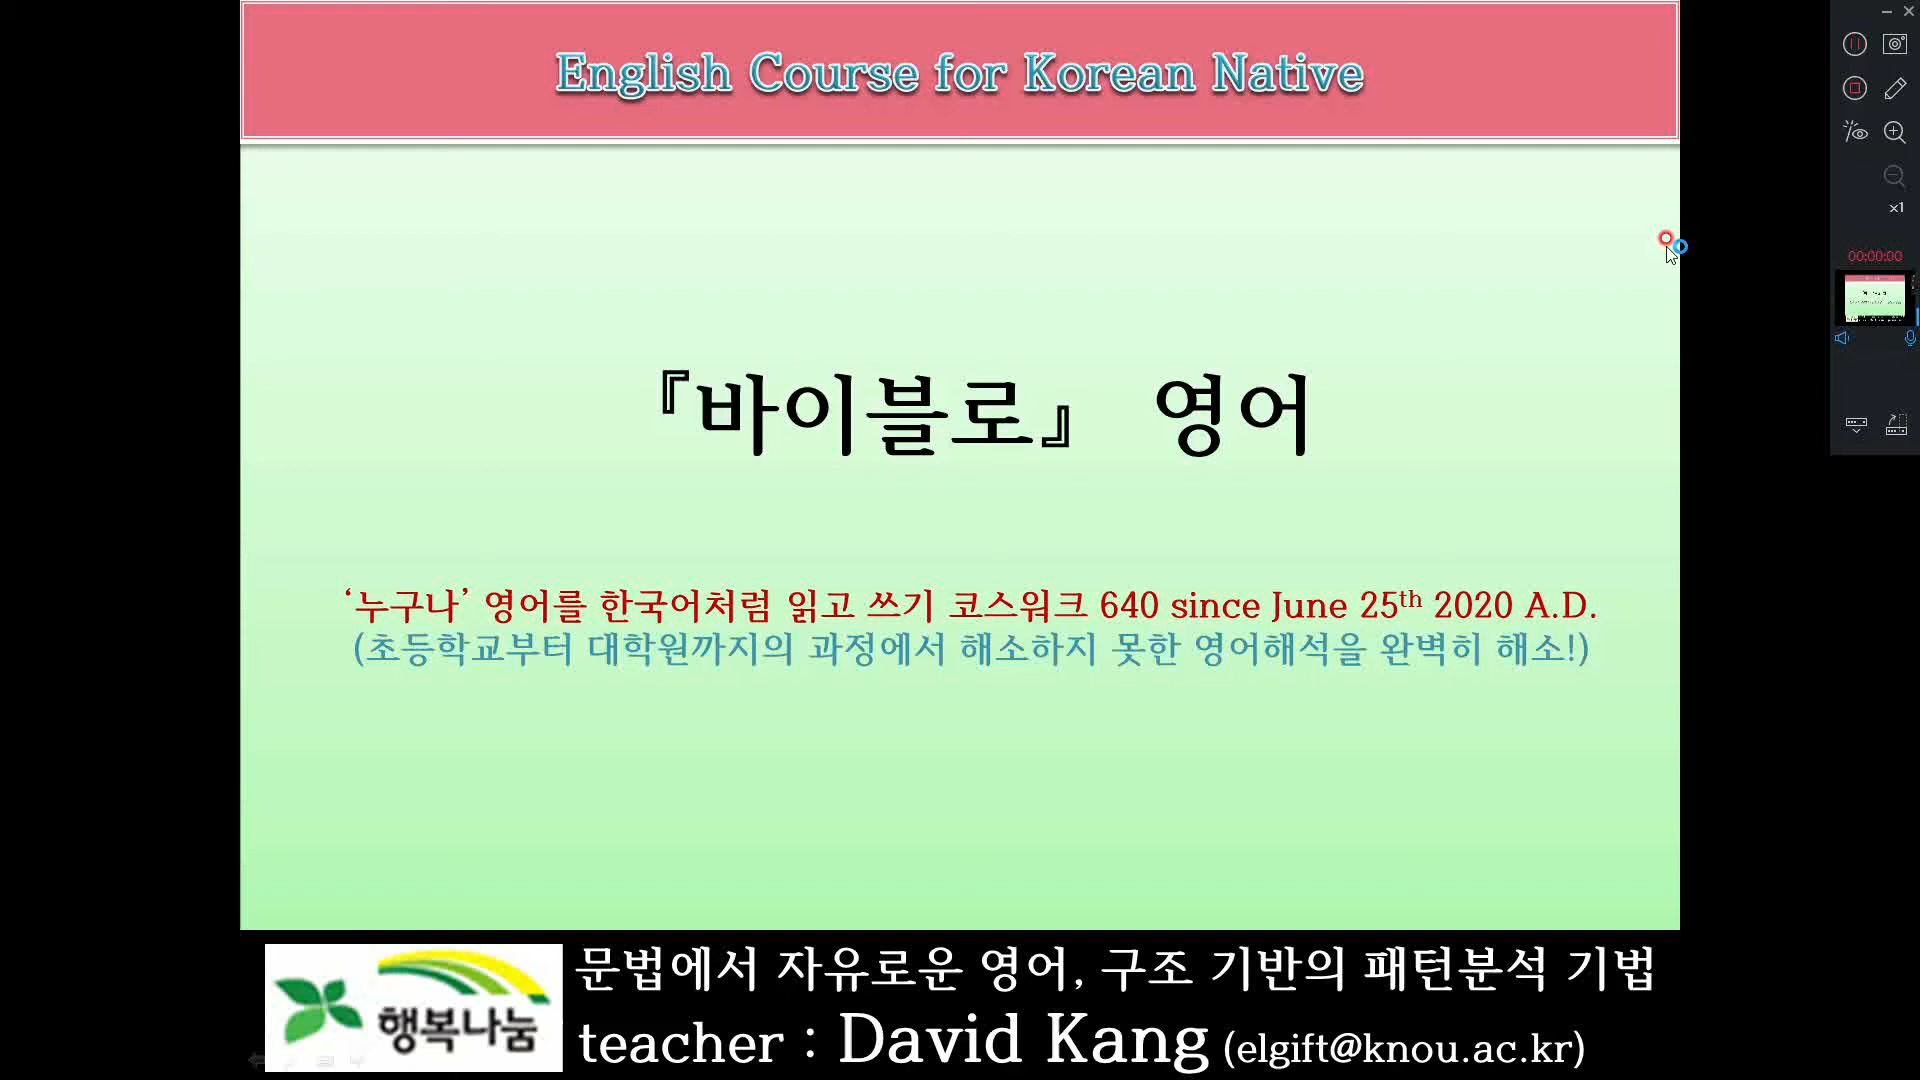 English Course for Korean Native
『바이블로』 영어
‘누구나’ 영어를 한국어처럼 읽고 쓰기 코스워크 640 since June 25th 2020 A.D.
(초등학교부터 대학원까지의 과정에서 해소하지 못한 영어해석을 완벽히 해소!)
행복나눔
문법에서 자유로운 영어, 구조 기반의 패턴분석 기법
teacher : David Kang (elgift@knou.ac.kr)
x1
00:00:00